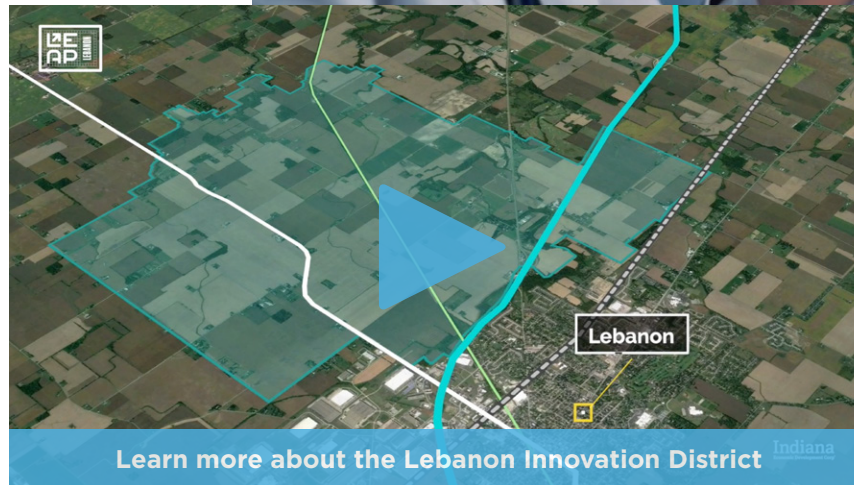 LE
AP
Lebanon
Learn more about the Lebanon Innovation District
Indiana